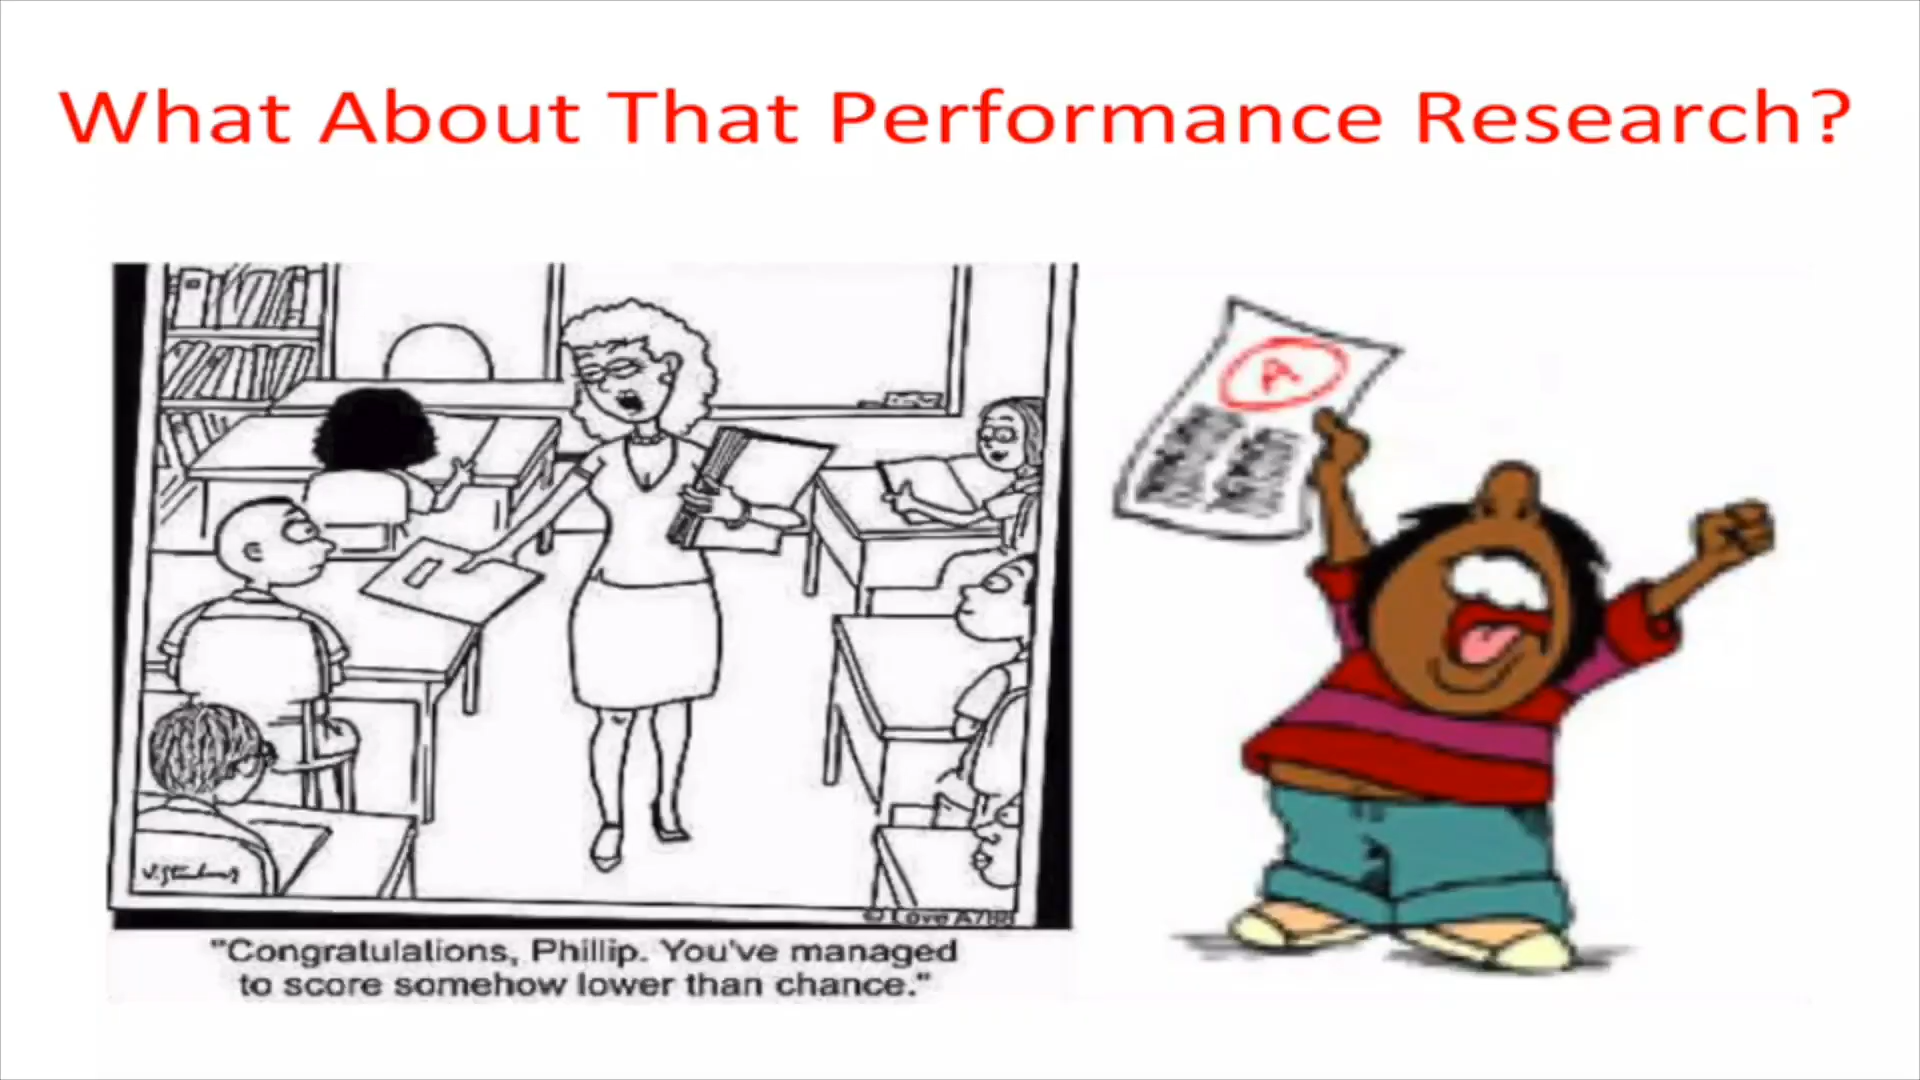 What About That Performance Research?
A
"Congratulations, Phillip. You've managed
to score somehow lower than chance."